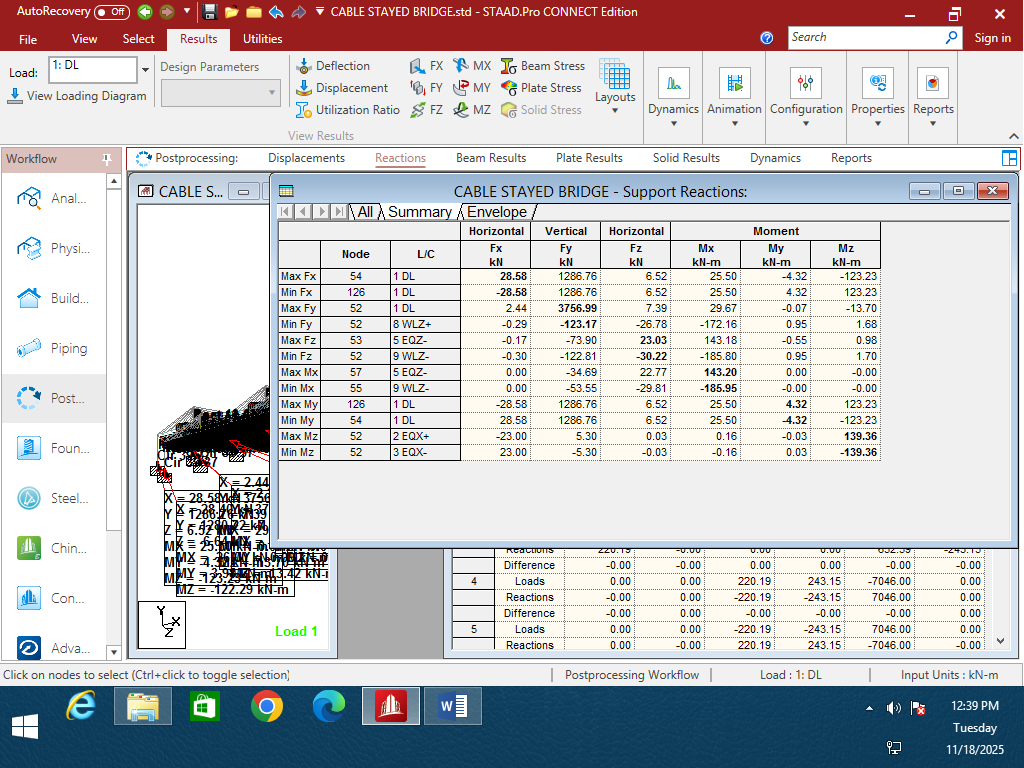 AutoRecovery Off CABLE STAYED BRIDGE.std - STAAD.Pro CONNECT Edition
File View Select Results Utilities Search Sign in
Load: 1: DL
View Loading Diagram
Design Parameters
Deflection FX MX Beam Stress
Displacement FY MY Plate Stress
Utilization Ratio FZ MZ Solid Stress
View Results
Layouts Dynamics Animation Configuration Properties Reports
Workflow
Postprocessing: Displacements Reactions Beam Results Plate Results Solid Results Dynamics Reports
Anal...
Physi...
Build...
Piping
Post...
Foun...
Steel...
Chin...
Con...
Adva...
CABLE S...
CABLE STAYED BRIDGE - Support Reactions:
All Summary Envelope
Horizontal Vertical Horizontal Moment
Node L/C Fx kN Fy kN Fz kN Mx kN-m My kN-m Mz kN-m
Max Fx 54 1 DL 28.58 1286.76 6.52 25.50 -4.32 -123.23
Min Fx 126 1 DL -28.58 1286.76 6.52 25.50 4.32 123.23
Max Fy 52 1 DL 2.44 3756.99 7.39 29.67 -0.07 -13.70
Min Fy 52 8 WLZ+ -0.29 -123.17 -26.78 -172.16 0.95 1.68
Max Fz 53 5 EQZ- -0.17 -73.90 23.03 143.18 -0.55 0.98
Min Fz 52 9 WLZ- -0.30 -122.81 -30.22 -185.80 0.95 1.70
Max Mx 57 5 EQZ- 0.00 -34.69 22.77 143.20 0.00 -0.00
Min Mx 55 9 WLZ- 0.00 -53.55 -29.81 -185.95 -0.00 -0.00
Max My 126 1 DL -28.58 1286.76 6.52 25.50 4.32 123.23
Min My 54 1 DL 28.58 1286.76 6.52 25.50 -4.32 -123.23
Max Mz 52 2 EQX+ -23.00 5.30 0.03 0.16 -0.03 139.36
Min Mz 52 3 EQX- 23.00 -5.30 -0.03 -0.16 0.03 -139.36
X = 2.44
MZ = -122.29 kN-m
Y
X
Z
Load 1
Reactions 220.19 -0.00 0.00 0.00 -243.15
Difference -0.00 -0.00 -0.00 -0.00 -0.00 -0.00
4 Loads 0.00 0.00 220.19 243.15 -7046.00 0.00
Reactions 0.00 0.00 -220.19 -243.15 7046.00 0.00
Difference 0.00 0.00 -0.00 -0.00 -0.00 0.00
5 Loads 0.00 0.00 -220.19 -243.15 7046.00 0.00
Reactions 0.00 0.00 220.19 243.15 -7046.00 -0.00
Click on nodes to select (Ctrl+click to toggle selection) Postprocessing Workflow Load : 1: DL Input Units : kN-m
12:39 PM
Tuesday
11/18/2025